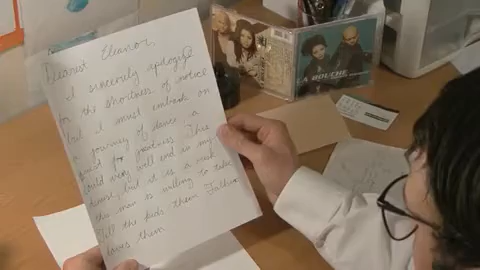 Dearest Eleanor,
I sincerely apologize
for the shortness of notice
but I must embark on
a journey of dance, a
quest for greatness. This
could very well end in my
demise, but it is a risk
this man is willing to take.
Tell the kids their Father
loves them
LA BOUCHE